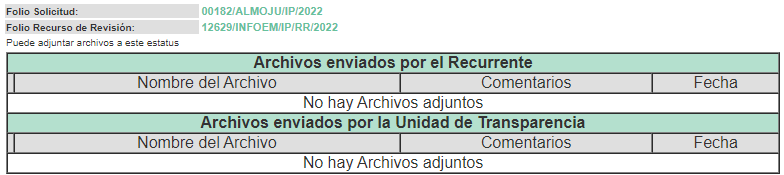 Folio Solicitud: 00182/ALMOJU/IP/2022
Folio Recurso de Revisión: 12629/INFOEM/IP/RR/2022
Puede adjuntar archivos a este estatus
Archivos enviados por el Recurrente
Nombre del Archivo Comentarios Fecha
No hay Archivos adjuntos
Archivos enviados por la Unidad de Transparencia
Nombre del Archivo Comentarios Fecha
No hay Archivos adjuntos